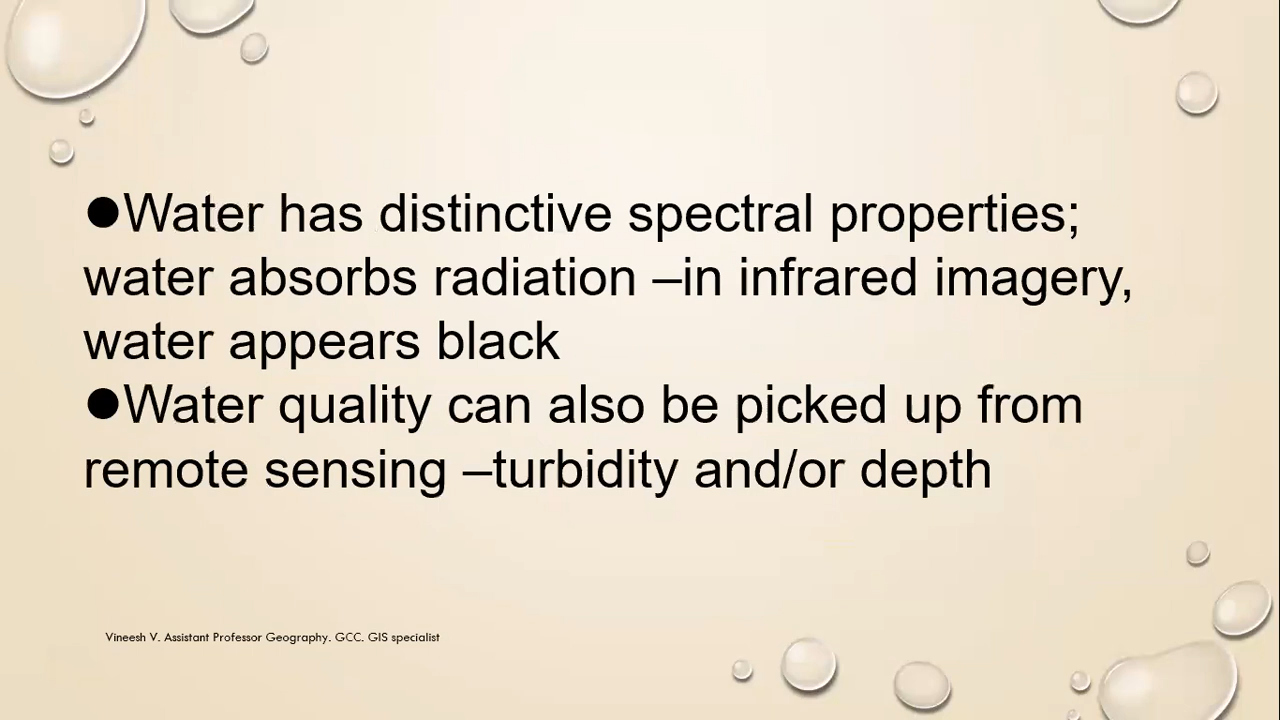 ●Water has distinctive spectral properties;
water absorbs radiation –in infrared imagery,
water appears black
●Water quality can also be picked up from
remote sensing –turbidity and/or depth
Vineesh V. Assistant Professor Geography. GCC. GIS specialist